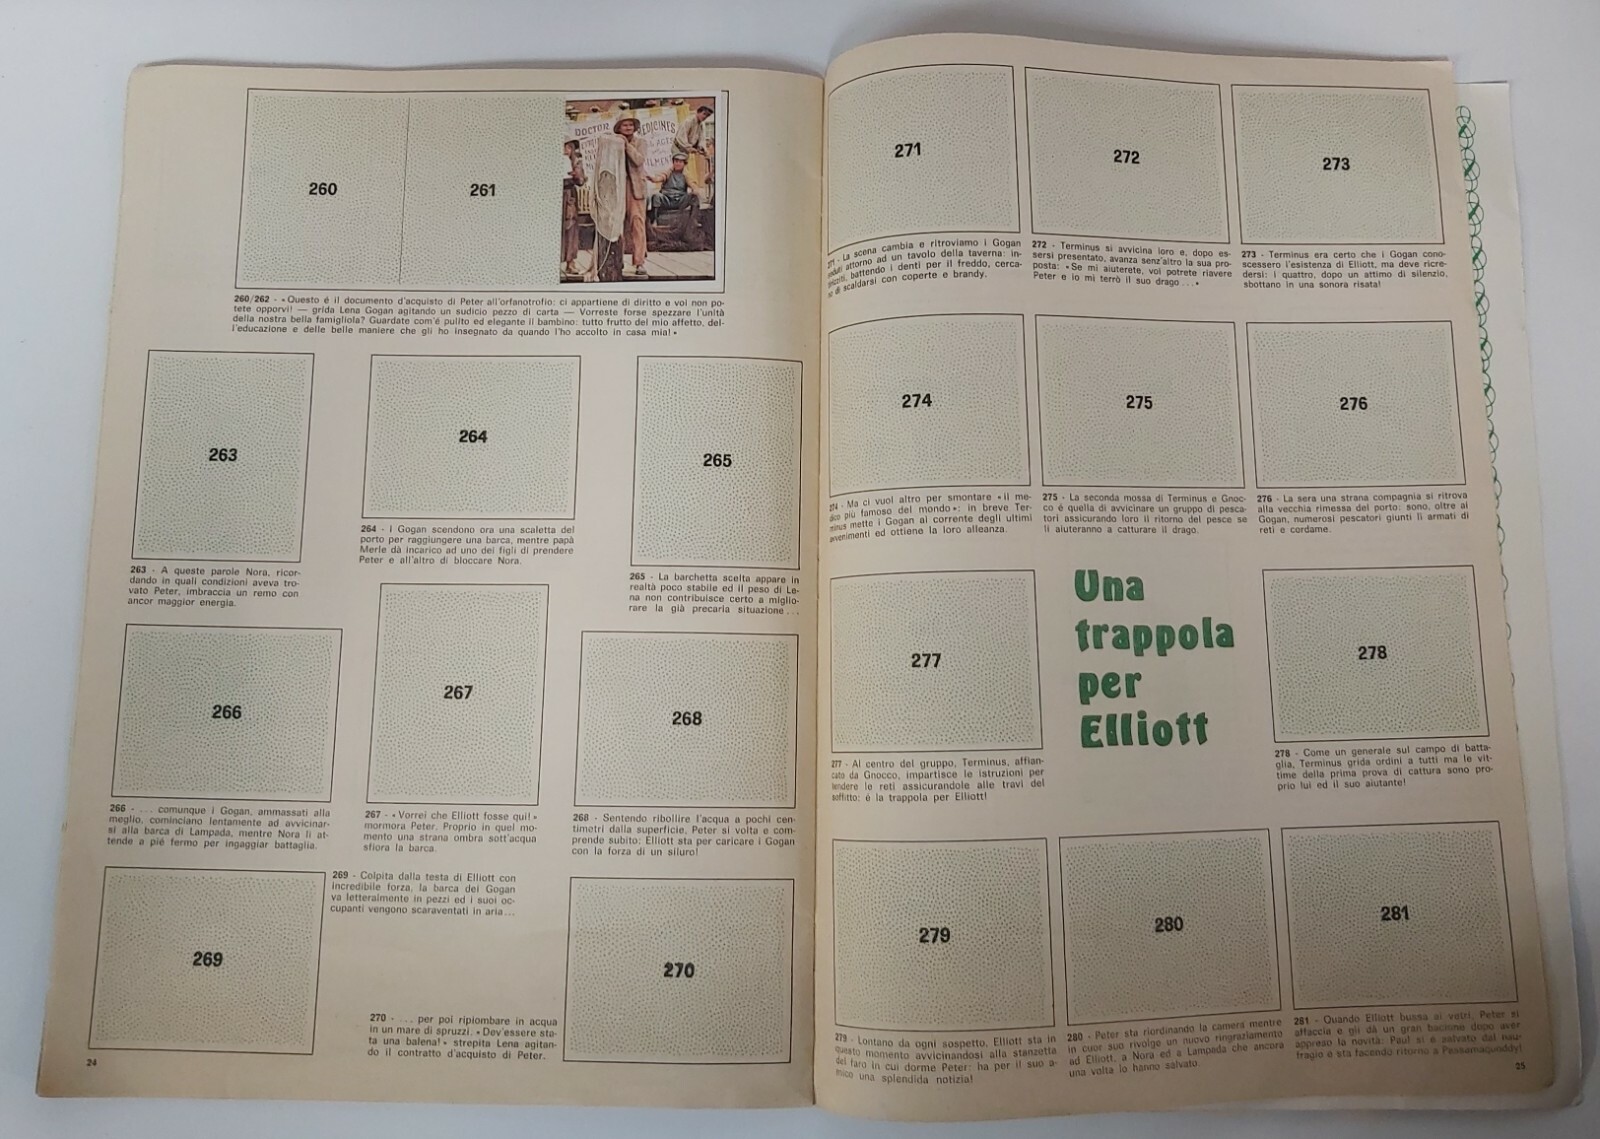 260
261
DOCTOR
MEDICINES
260/262 - « Questo é il documento d'acquisto di Peter all'orfanotrofio: ci appartiene di diritto e voi non po-
tete opporvi! — grida Lena Gogan agitando un sudicio pezzo di carta — Vorreste forse spezzare l'unità
della nostra bella famigliola? Guardate com'è pulito ed elegante il bambino: tutto frutto del mio affetto, del-
l'educazione e delle belle maniere che gli ho insegnato da quando l'ho accolto in casa mia! »
263
264
265
263 - A queste parole Nora, ricor-
dando in quali condizioni aveva tro-
vato Peter, imbraccia un remo con
ancor maggior energia.
264 - I Gogan scendono ora una scaletta del
porto per raggiungere una barca, mentre papà
Merle dà incarico ad uno dei figli di prendere
Peter e all'altro di bloccare Nora.
265 - La barchetta scelta appare in
realtà poco stabile ed il peso di Le-
na non contribuisce certo a miglio-
rare la già precaria situazione...
266
267
268
266 - ... comunque i Gogan, ammassati alla
meglio, cominciano lentamente ad avvicinar-
si alla barca di Lampada, mentre Nora li at-
tende a piè fermo per ingaggiar battaglia.
267 - « Vorrei che Elliott fosse qui! »
mormora Peter. Proprio in quel mo-
mento una strana ombra sott'acqua
sfiora la barca.
268 - Sentendo ribollire l'acqua a pochi cen-
timetri dalla superficie, Peter si volta e com-
prende subito: Elliott sta per caricare i Gogan
con la forza di un siluro!
269
269 - Colpita dalla testa di Elliott con
incredibile forza, la barca dei Gogan
va letteralmente in pezzi ed i suoi oc-
cupanti vengono scaraventati in aria...
270
270 - ... per poi ripiombare in acqua
in un mare di spruzzi. « Dev'essere sta-
ta una balena! » strepita Lena agitan-
do il contratto d'acquisto di Peter.
24
271
272
273
271 - La scena cambia e ritroviamo i Gogan
seduti attorno ad un tavolo della taverna: in-
battendo i denti per il freddo, cerca-
no di scaldarsi con coperte e brandy.
272 - Terminus si avvicina loro e, dopo es-
sersi presentato, avanza senz'altro la sua pro-
posta: « Se mi aiuterete, voi potrete riavere
Peter e io mi terrò il suo drago... »
273 - Terminus era certo che i Gogan cono-
scessero l'esistenza di Elliott, ma deve ricre-
dersi: i quattro, dopo un attimo di silenzio,
sbottano in una sonora risata!
274
275
276
274 - Ma ci vuol altro per smontare « il me-
dico più famoso del mondo »: in breve Ter-
minus mette i Gogan al corrente degli ultimi
avvenimenti ed ottiene la loro alleanza.
275 - La seconda mossa di Terminus e Gnoc-
co é quella di avvicinare un gruppo di pesca-
tori assicurando loro il ritorno del pesce se
li aiuteranno a catturare il drago.
276 - La sera una strana compagnia si ritrova
alla vecchia rimessa del porto: sono, oltre ai
Gogan, numerosi pescatori giunti lì armati di
reti e cordame.
277
Una
trappola
per
Elliott
278
277 - Al centro del gruppo, Terminus, affian-
cato da Gnocco, impartisce le istruzioni per
tendere le reti assicurandole alle travi del
soffitto: è la trappola per Elliott!
278 - Come un generale sul campo di batta-
glia, Terminus grida ordini a tutti ma le vit-
time della prima prova di cattura sono pro-
prio lui ed il suo aiutante!
279
280
281
279 - Lontano da ogni sospetto, Elliott sta in
questo momento avvicinandosi alla stanzetta
del faro in cui dorme Peter: ha per il suo a-
mico una splendida notizia!
280 - Peter sta riordinando la camera mentre
in cuor suo rivolge un nuovo ringraziamento
ad Elliott, a Nora ed a Lampada che ancora
una volta lo hanno salvato.
281 - Quando Elliott bussa ai vetri, Peter si
affaccia e gli dà un gran bacione dopo aver
appreso la novità: Paul si è salvato dal nau-
fragio e sta facendo ritorno a Passamaquoddy!
25